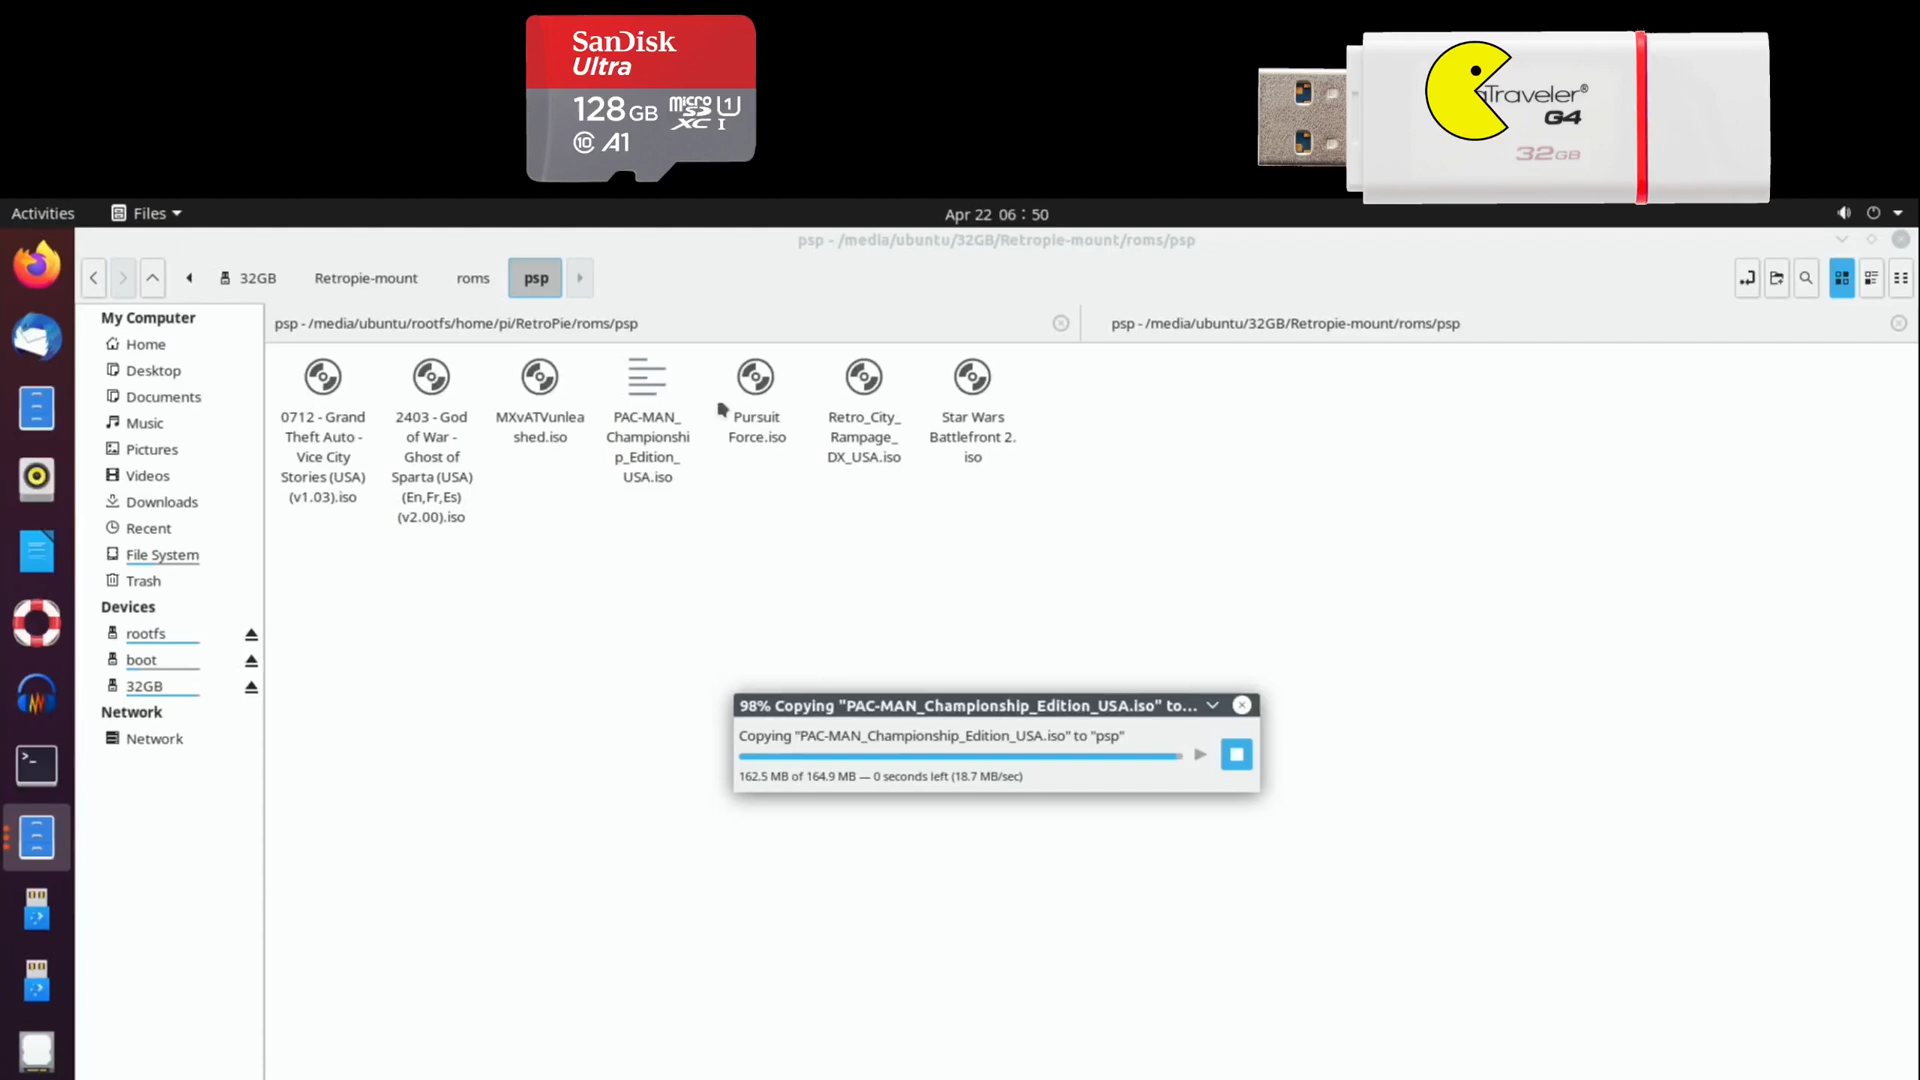 SanDisk
Ultra
128GB micro SD XC U1 I
10 A1
Traveler®
G4
32GB
Activities Files Apr 22 06:50
psp - /media/ubuntu/32GB/Retropie-mount/roms/psp
32GB Retropie-mount roms psp
psp - /media/ubuntu/rootfs/home/pi/RetroPie/roms/psp
psp - /media/ubuntu/32GB/Retropie-mount/roms/psp
My Computer
Home
Desktop
Documents
Music
Pictures
Videos
Downloads
Recent
File System
Trash
Devices
rootfs
boot
32GB
Network
Network
0712 - Grand
Theft Auto -
Vice City
Stories (USA)
(v1.03).iso
2403 - God
of War -
Ghost of
Sparta (USA)
(En,Fr,Es)
(v2.00).iso
MXvATVunlea
shed.iso
PAC-MAN_
Championshi
p_Edition_
USA.iso
Pursuit
Force.iso
Retro_City_
Rampage_
DX_USA.iso
Star Wars
Battlefront 2.
iso
98% Copying "PAC-MAN_Championship_Edition_USA.iso" to...
Copying "PAC-MAN_Championship_Edition_USA.iso" to "psp"
162.5 MB of 164.9 MB — 0 seconds left (18.7 MB/sec)